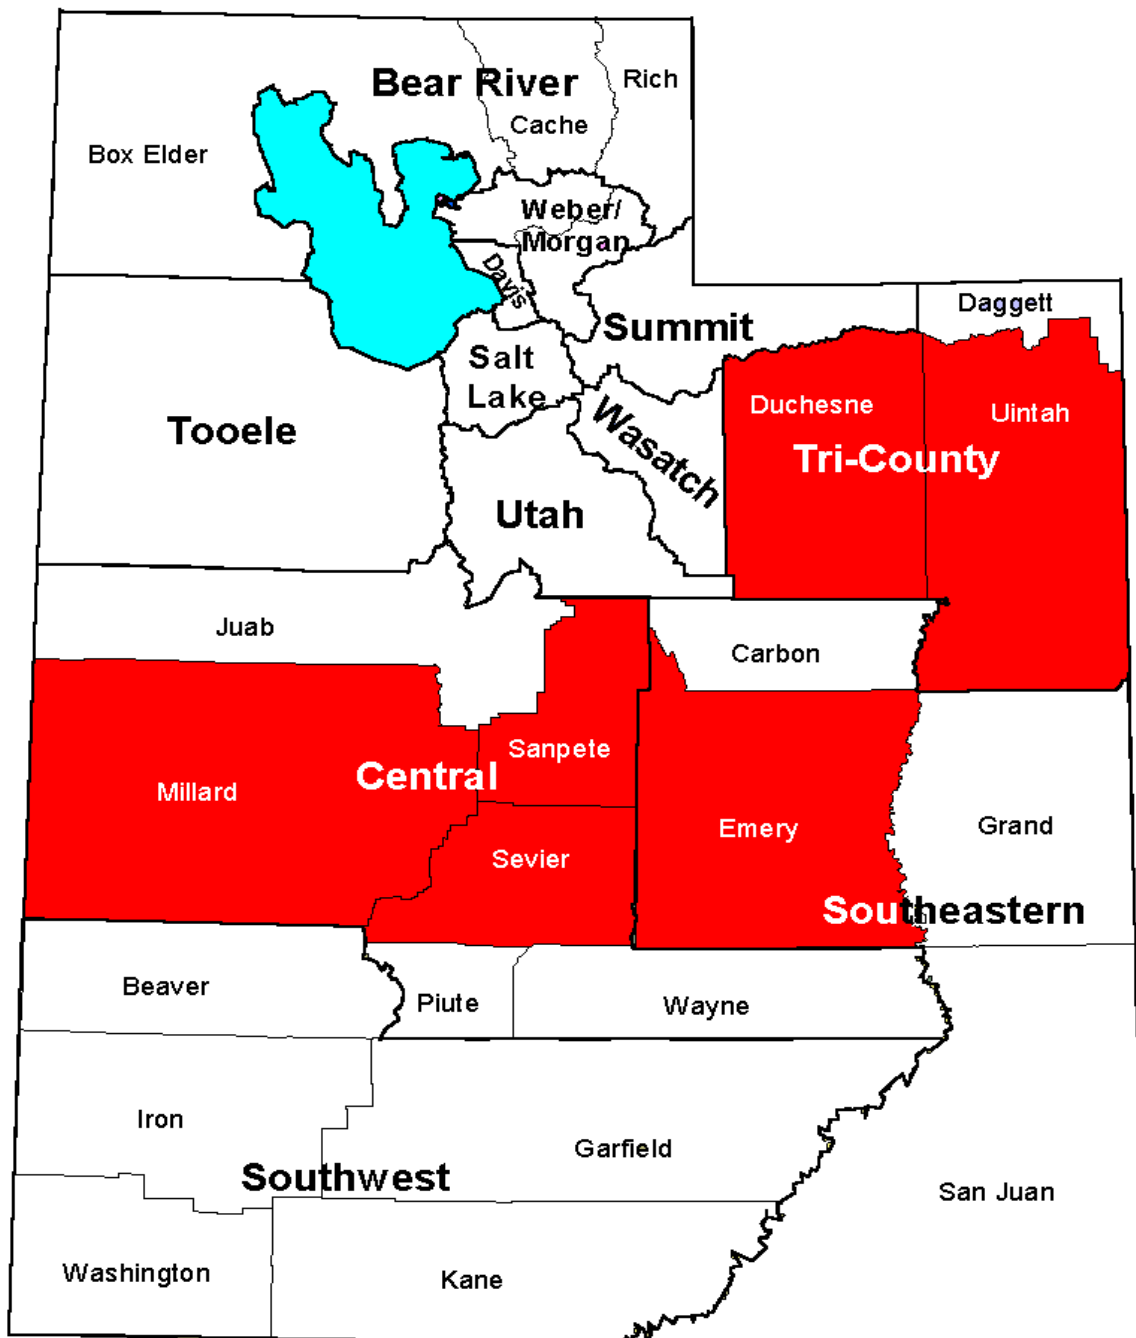 Bear River
Rich
Cache
Box Elder
Weber/
Morgan
Davis
Daggett
Summit
Salt
Lake
Duchesne
Uintah
Tooele
Wasatch
Tri-County
Utah
Juab
Carbon
Sanpete
Central
Millard
Emery
Grand
Sevier
Southeastern
Beaver
Piute
Wayne
Iron
Garfield
Southwest
San Juan
Washington
Kane